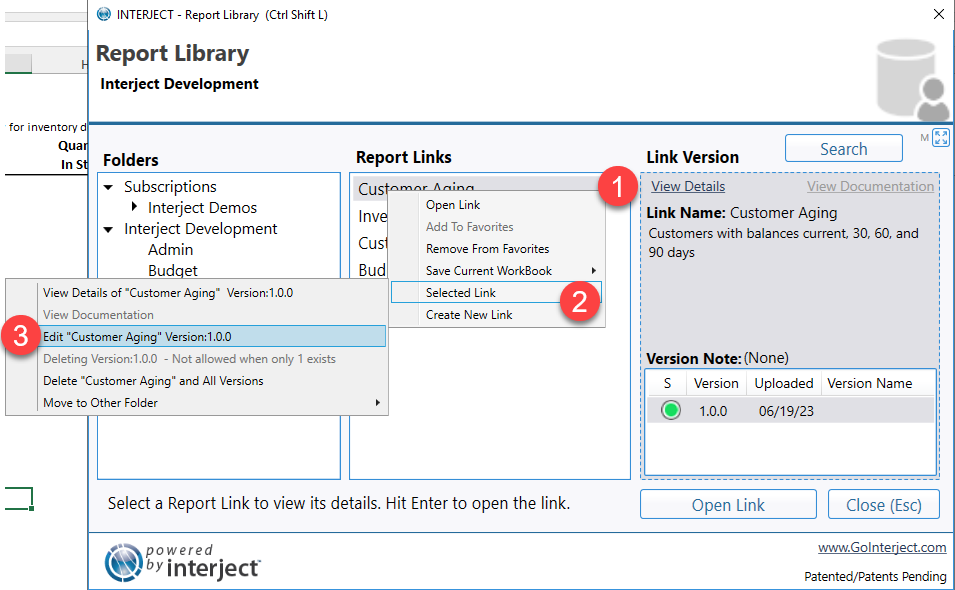 INTERJECT - Report Library (Ctrl Shift L)
Report Library
Interject Development
H
for inventory d
Quar
In St
Folders
Subscriptions
Interject Demos
Interject Development
Admin
Budget
Report Links
Customer Aging
Inve
Cust
Bud
Open Link
Add To Favorites
Remove From Favorites
Save Current WorkBook
Selected Link
Create New Link
1
2
3
View Details of "Customer Aging" Version:1.0.0
View Documentation
Edit "Customer Aging" Version:1.0.0
Deleting Version:1.0.0 - Not allowed when only 1 exists
Delete "Customer Aging" and All Versions
Move to Other Folder
Link Version
Search
M
View Details
View Documentation
Link Name: Customer Aging
Customers with balances current, 30, 60, and
90 days
Version Note: (None)
S Version Uploaded Version Name
1.0.0 06/19/23
Select a Report Link to view its details. Hit Enter to open the link.
Open Link
Close (Esc)
powered
by interject
www.GoInterject.com
Patented/Patents Pending